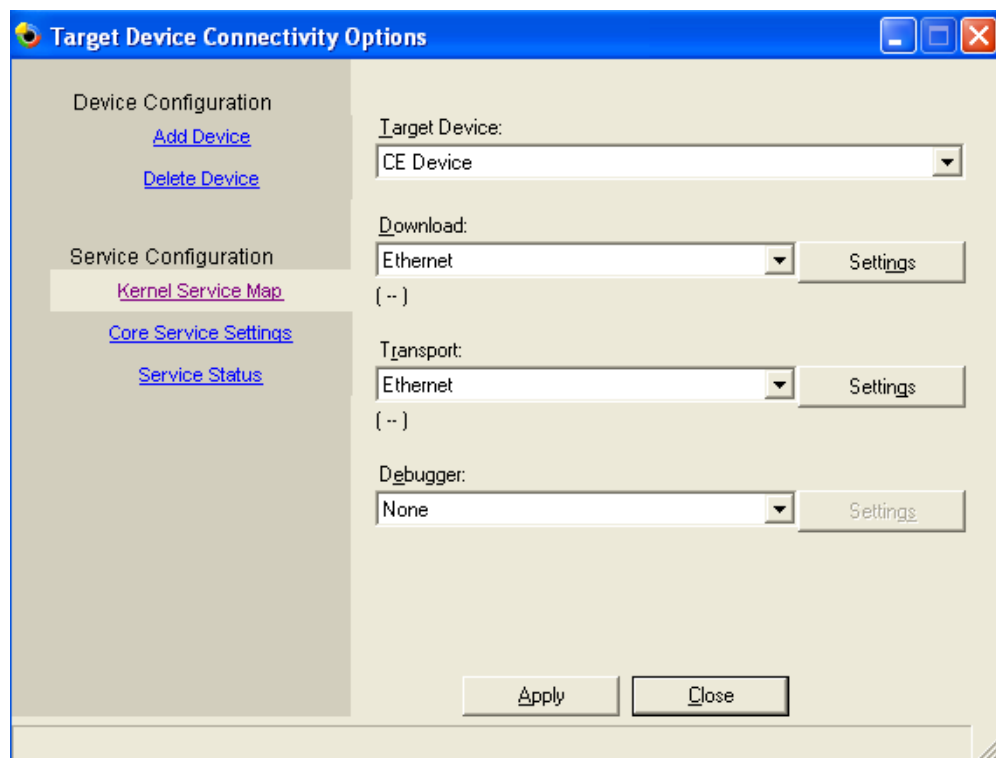 Target Device Connectivity Options
Device Configuration
Add Device
Delete Device
Service Configuration
Kernel Service Map
Core Service Settings
Service Status
Target Device:
CE Device
Download:
Ethernet
Settings
( -- )
Transport:
Ethernet
Settings
( -- )
Debugger:
None
Settings
Apply
Close